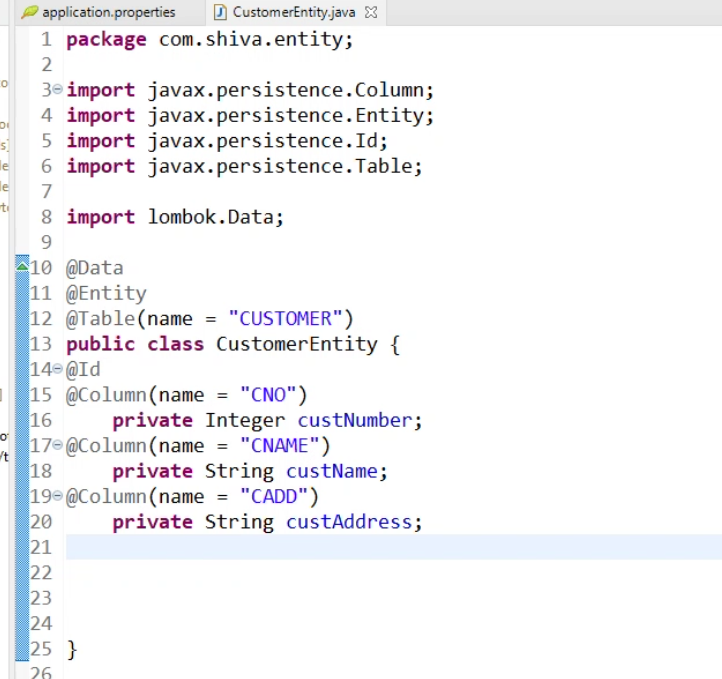 application.properties CustomerEntity.java
1 package com.shiva.entity;
2
3 import javax.persistence.Column;
4 import javax.persistence.Entity;
5 import javax.persistence.Id;
6 import javax.persistence.Table;
7
8 import lombok.Data;
9
10 @Data
11 @Entity
12 @Table(name = "CUSTOMER")
13 public class CustomerEntity {
14 @Id
15 @Column(name = "CNO")
16     private Integer custNumber;
17 @Column(name = "CNAME")
18     private String custName;
19 @Column(name = "CADD")
20     private String custAddress;
21
22
23
24
25 }
26